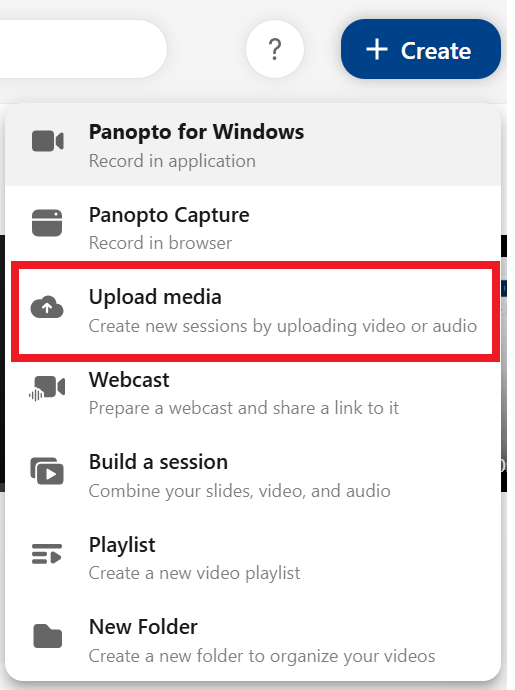 ?
+ Create
Panopto for Windows
Record in application
Panopto Capture
Record in browser
Upload media
Create new sessions by uploading video or audio
Webcast
Prepare a webcast and share a link to it
Build a session
Combine your slides, video, and audio
Playlist
Create a new video playlist
New Folder
Create a new folder to organize your videos